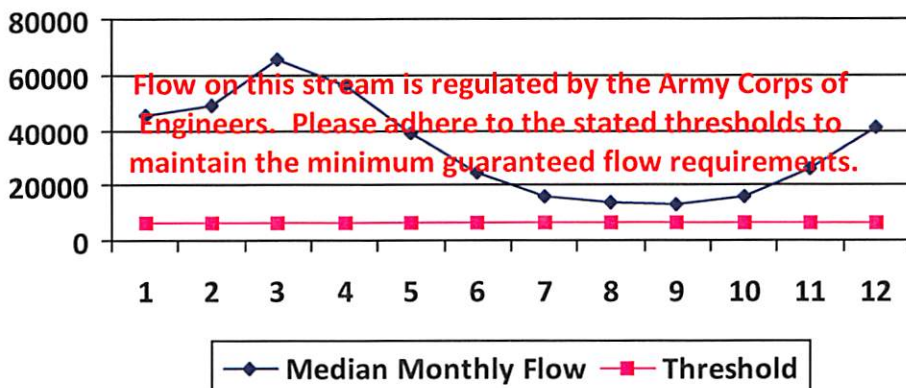 80000
60000
40000
20000
0
Flow on this stream is regulated by the Army Corps of
Engineers. Please adhere to the stated thresholds to
maintain the minimum guaranteed flow requirements.
1 2 3 4 5 6 7 8 9 10 11 12
Median Monthly Flow Threshold